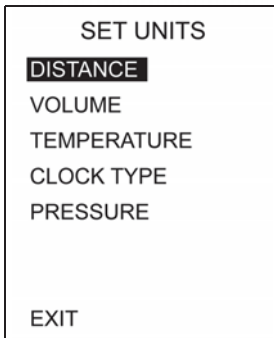 SET UNITS
DISTANCE
VOLUME
TEMPERATURE
CLOCK TYPE
PRESSURE
EXIT